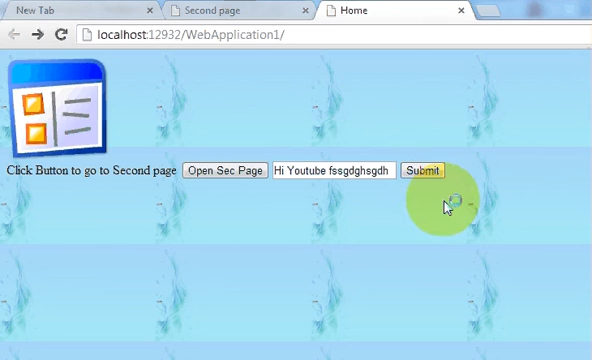 New Tab Second page Home
localhost:12932/WebApplication1/
Click Button to go to Second page Open Sec Page Hi Youtube fssgdghsgdh Submit